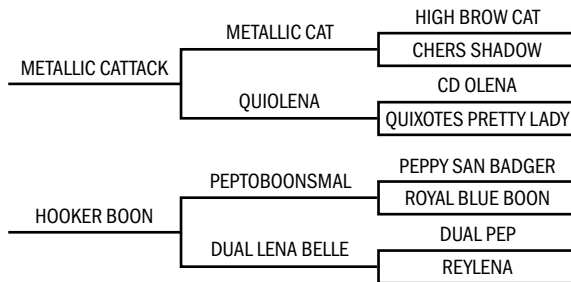 HIGH BROW CAT
METALLIC CAT
CHERS SHADOW
METALLIC CATTACK
CD OLENA
QUIOLENA
QUIXOTES PRETTY LADY
PEPPY SAN BADGER
PEPTOBOONSMAL
ROYAL BLUE BOON
HOOKER BOON
DUAL PEP
DUAL LENA BELLE
REYLENA